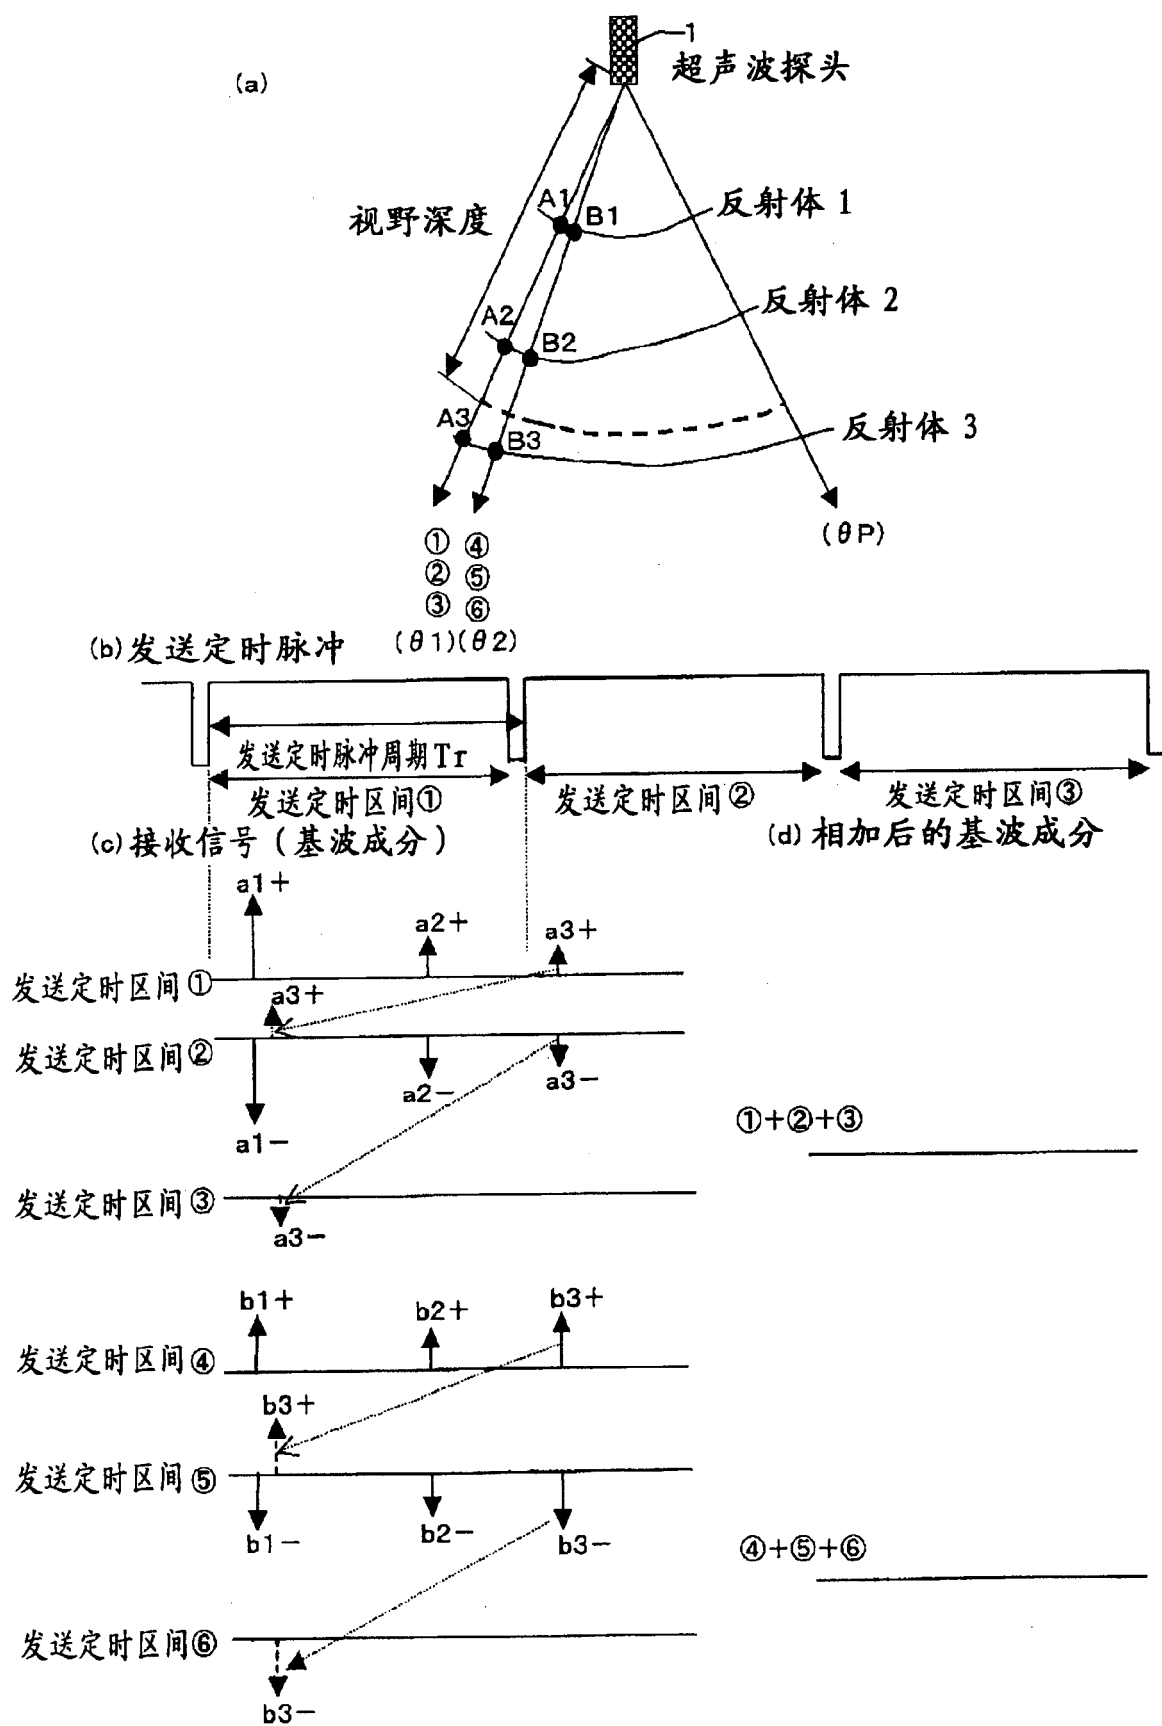 (a)
1
超声波探头
视野深度
A1
B1
反射体 1
A2
B2
反射体 2
A3
B3
反射体 3
① ④
② ⑤
③ ⑥
(θP)
(b)发送定时脉冲
(θ1)(θ2)
发送定时脉冲周期Tr
发送定时区间①
发送定时区间②
发送定时区间③
(c)接收信号(基波成分)
(d)相加后的基波成分
a1+
a2+
a3+
发送定时区间①
a3+
发送定时区间②
a2−
a3−
a1−
①+②+③
发送定时区间③
a3−
b1+
b2+
b3+
发送定时区间④
b3+
发送定时区间⑤
b1−
b2−
b3−
④+⑤+⑥
发送定时区间⑥
b3−